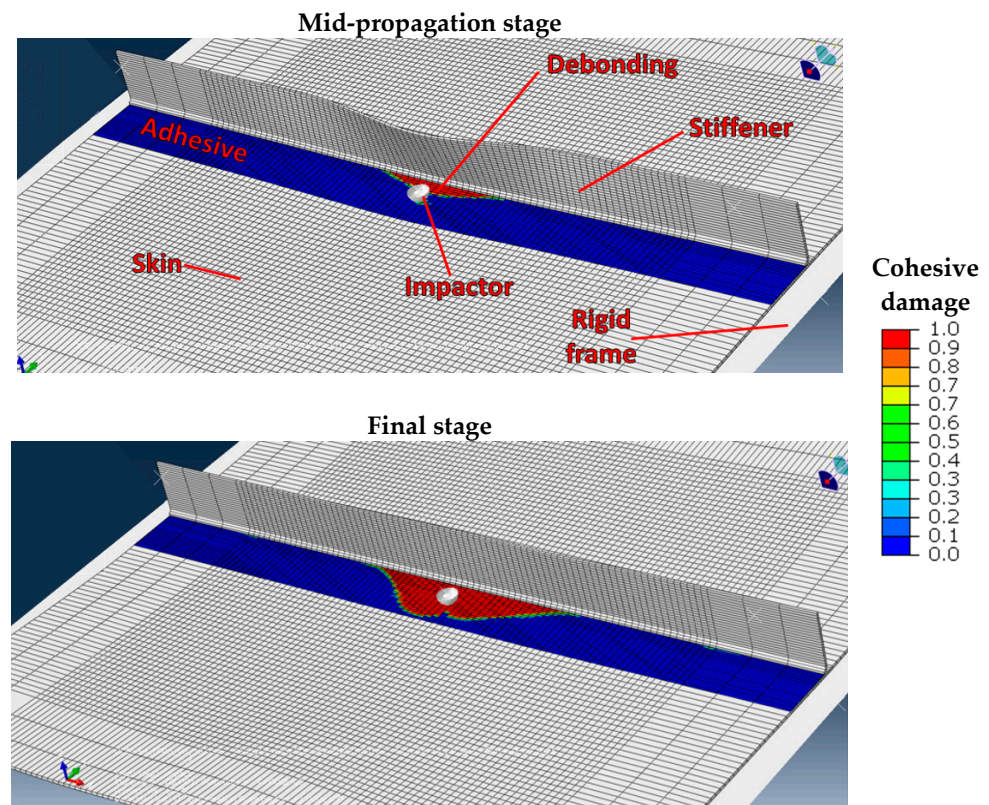 Mid-propagation stage
Debonding
Stiffener
Adhesive
Skin
Impactor
Rigid
frame
Cohesive
damage
1.0
0.9
0.8
0.7
0.7
0.6
0.5
0.4
0.3
0.2
0.1
0.0
Final stage